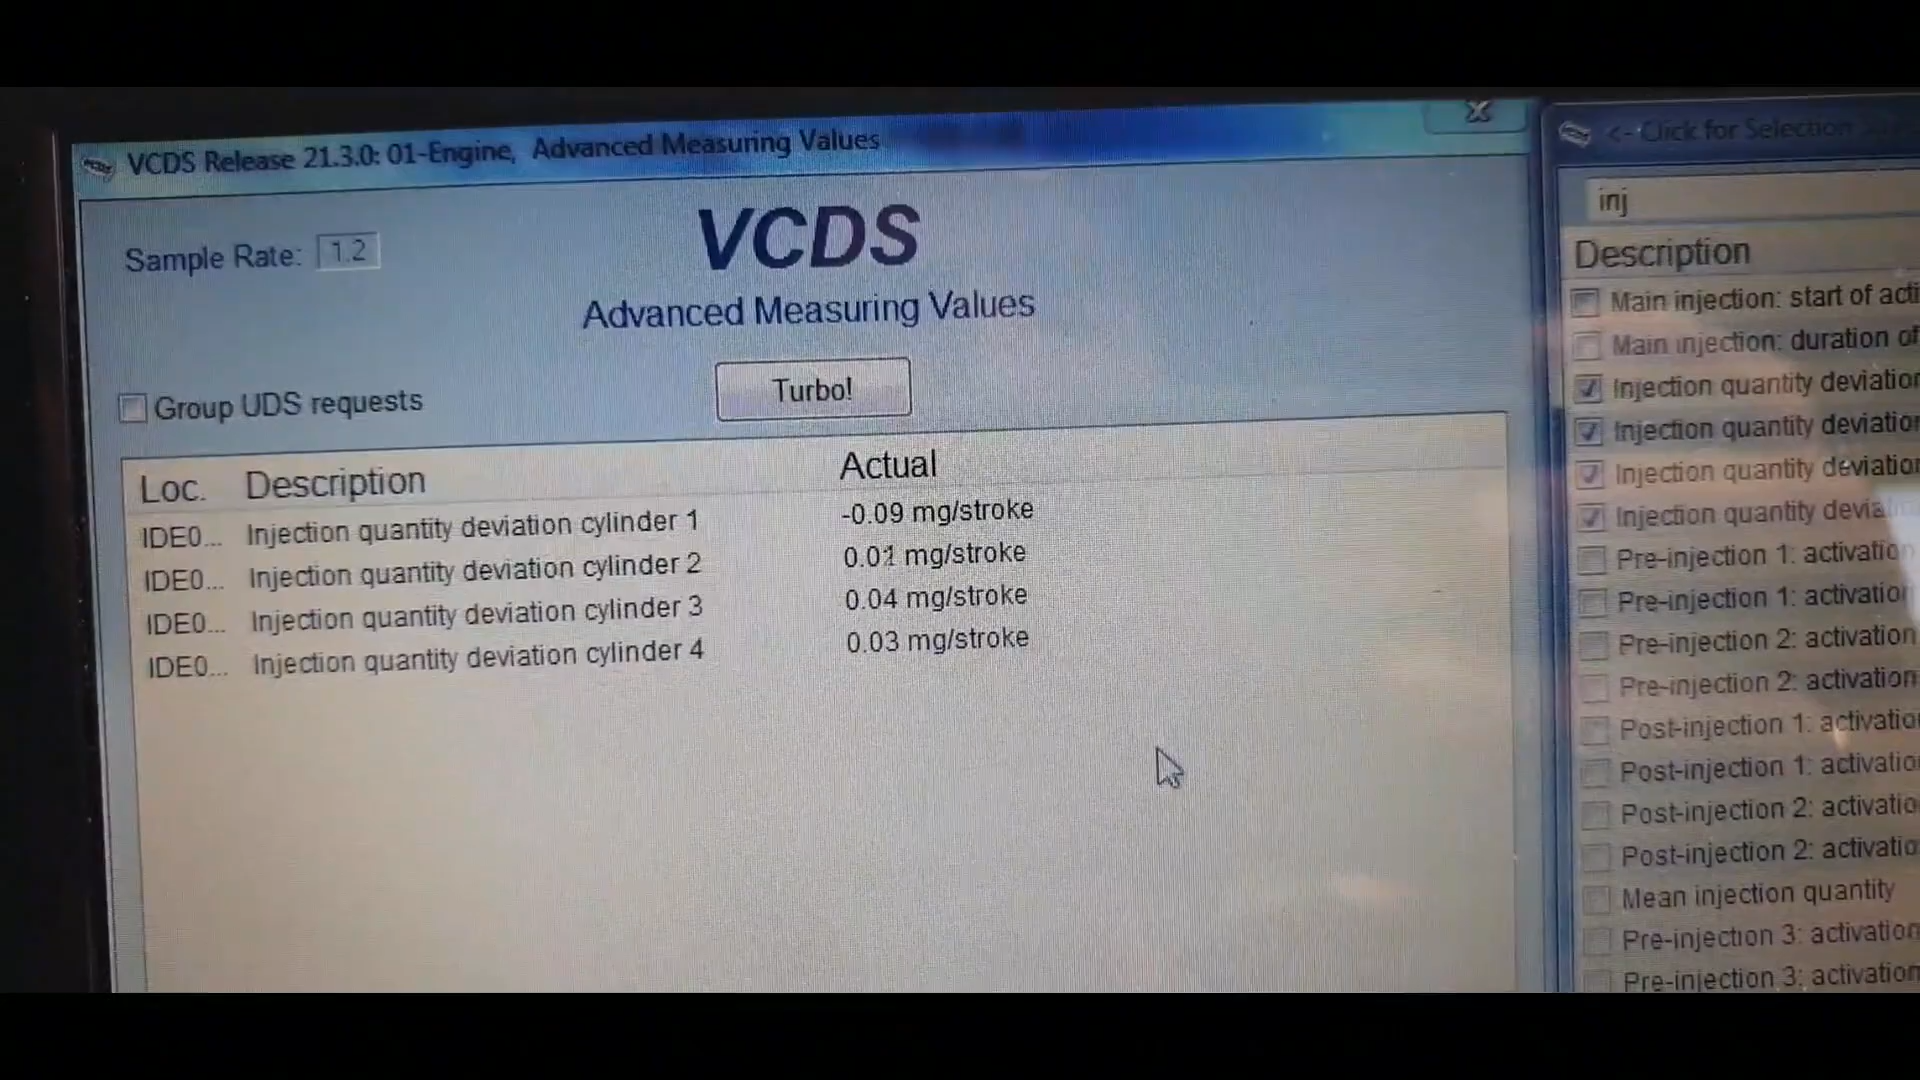 VCDS Release 21.3.0: 01-Engine, Advanced Measuring Values
Sample Rate: 1.2
VCDS
Advanced Measuring Values
Group UDS requests
Turbo!
Loc. Description Actual
IDE0... Injection quantity deviation cylinder 1 -0.09 mg/stroke
IDE0... Injection quantity deviation cylinder 2 0.01 mg/stroke
IDE0... Injection quantity deviation cylinder 3 0.04 mg/stroke
IDE0... Injection quantity deviation cylinder 4 0.03 mg/stroke
<- Click for Selection
inj
Description
Main injection: start of acti
Main injection: duration of
Injection quantity deviation
Injection quantity deviation
Injection quantity deviation
Injection quantity devia
Pre-injection 1: activation
Pre-injection 1: activation
Pre-injection 2: activation
Pre-injection 2: activation
Post-injection 1: activatio
Post-injection 1: activatio
Post-injection 2: activatio
Post-injection 2: activatio
Mean injection quantity
Pre-injection 3: activation
Pre-injection 3: activation